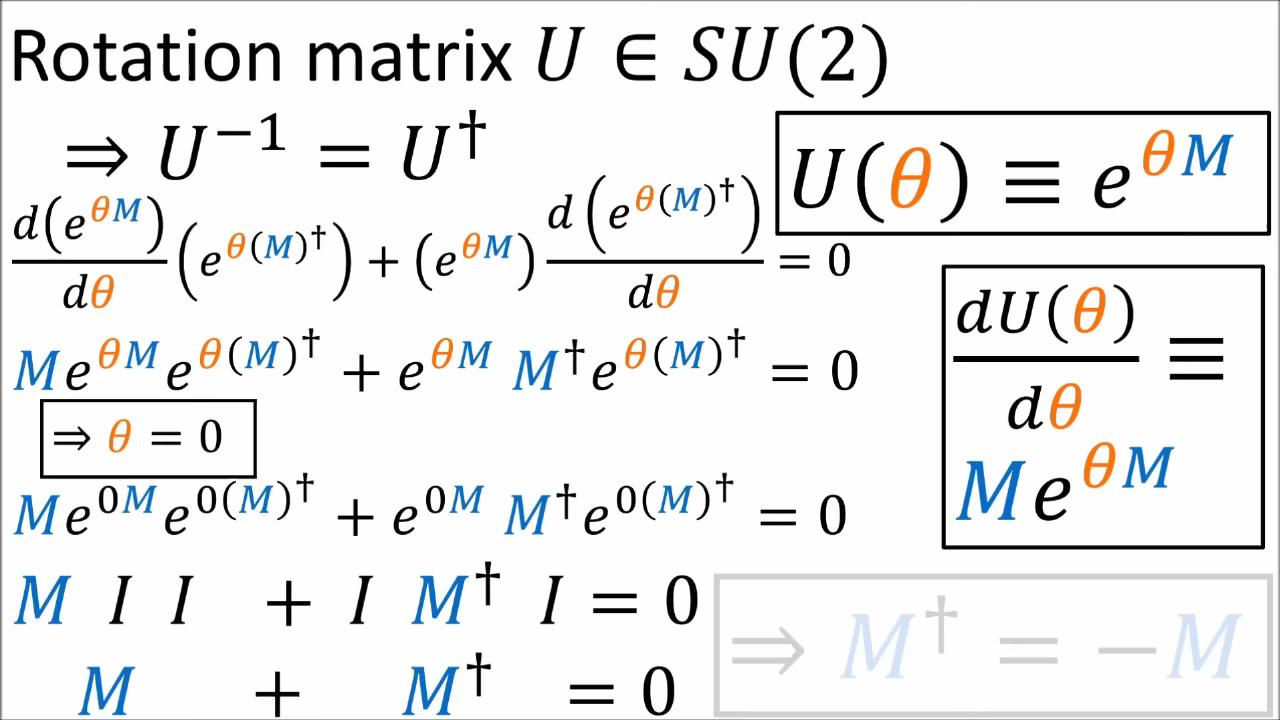 Rotation matrix U ∈ SU(2)
⇒ U⁻¹ = U†
U(θ) ≡ e^{θM}
d(e^{θM})/dθ (e^{θ(M)†}) + (e^{θM}) d(e^{θ(M)†})/dθ = 0
dU(θ)/dθ ≡
Me^{θM}
Me^{θM}e^{θ(M)†} + e^{θM} M†e^{θ(M)†} = 0
⇒ θ = 0
Me^{0M}e^{0(M)†} + e^{0M} M†e^{0(M)†} = 0
M I I + I M† I = 0
M + M† = 0
⇒ M† ≡ −M